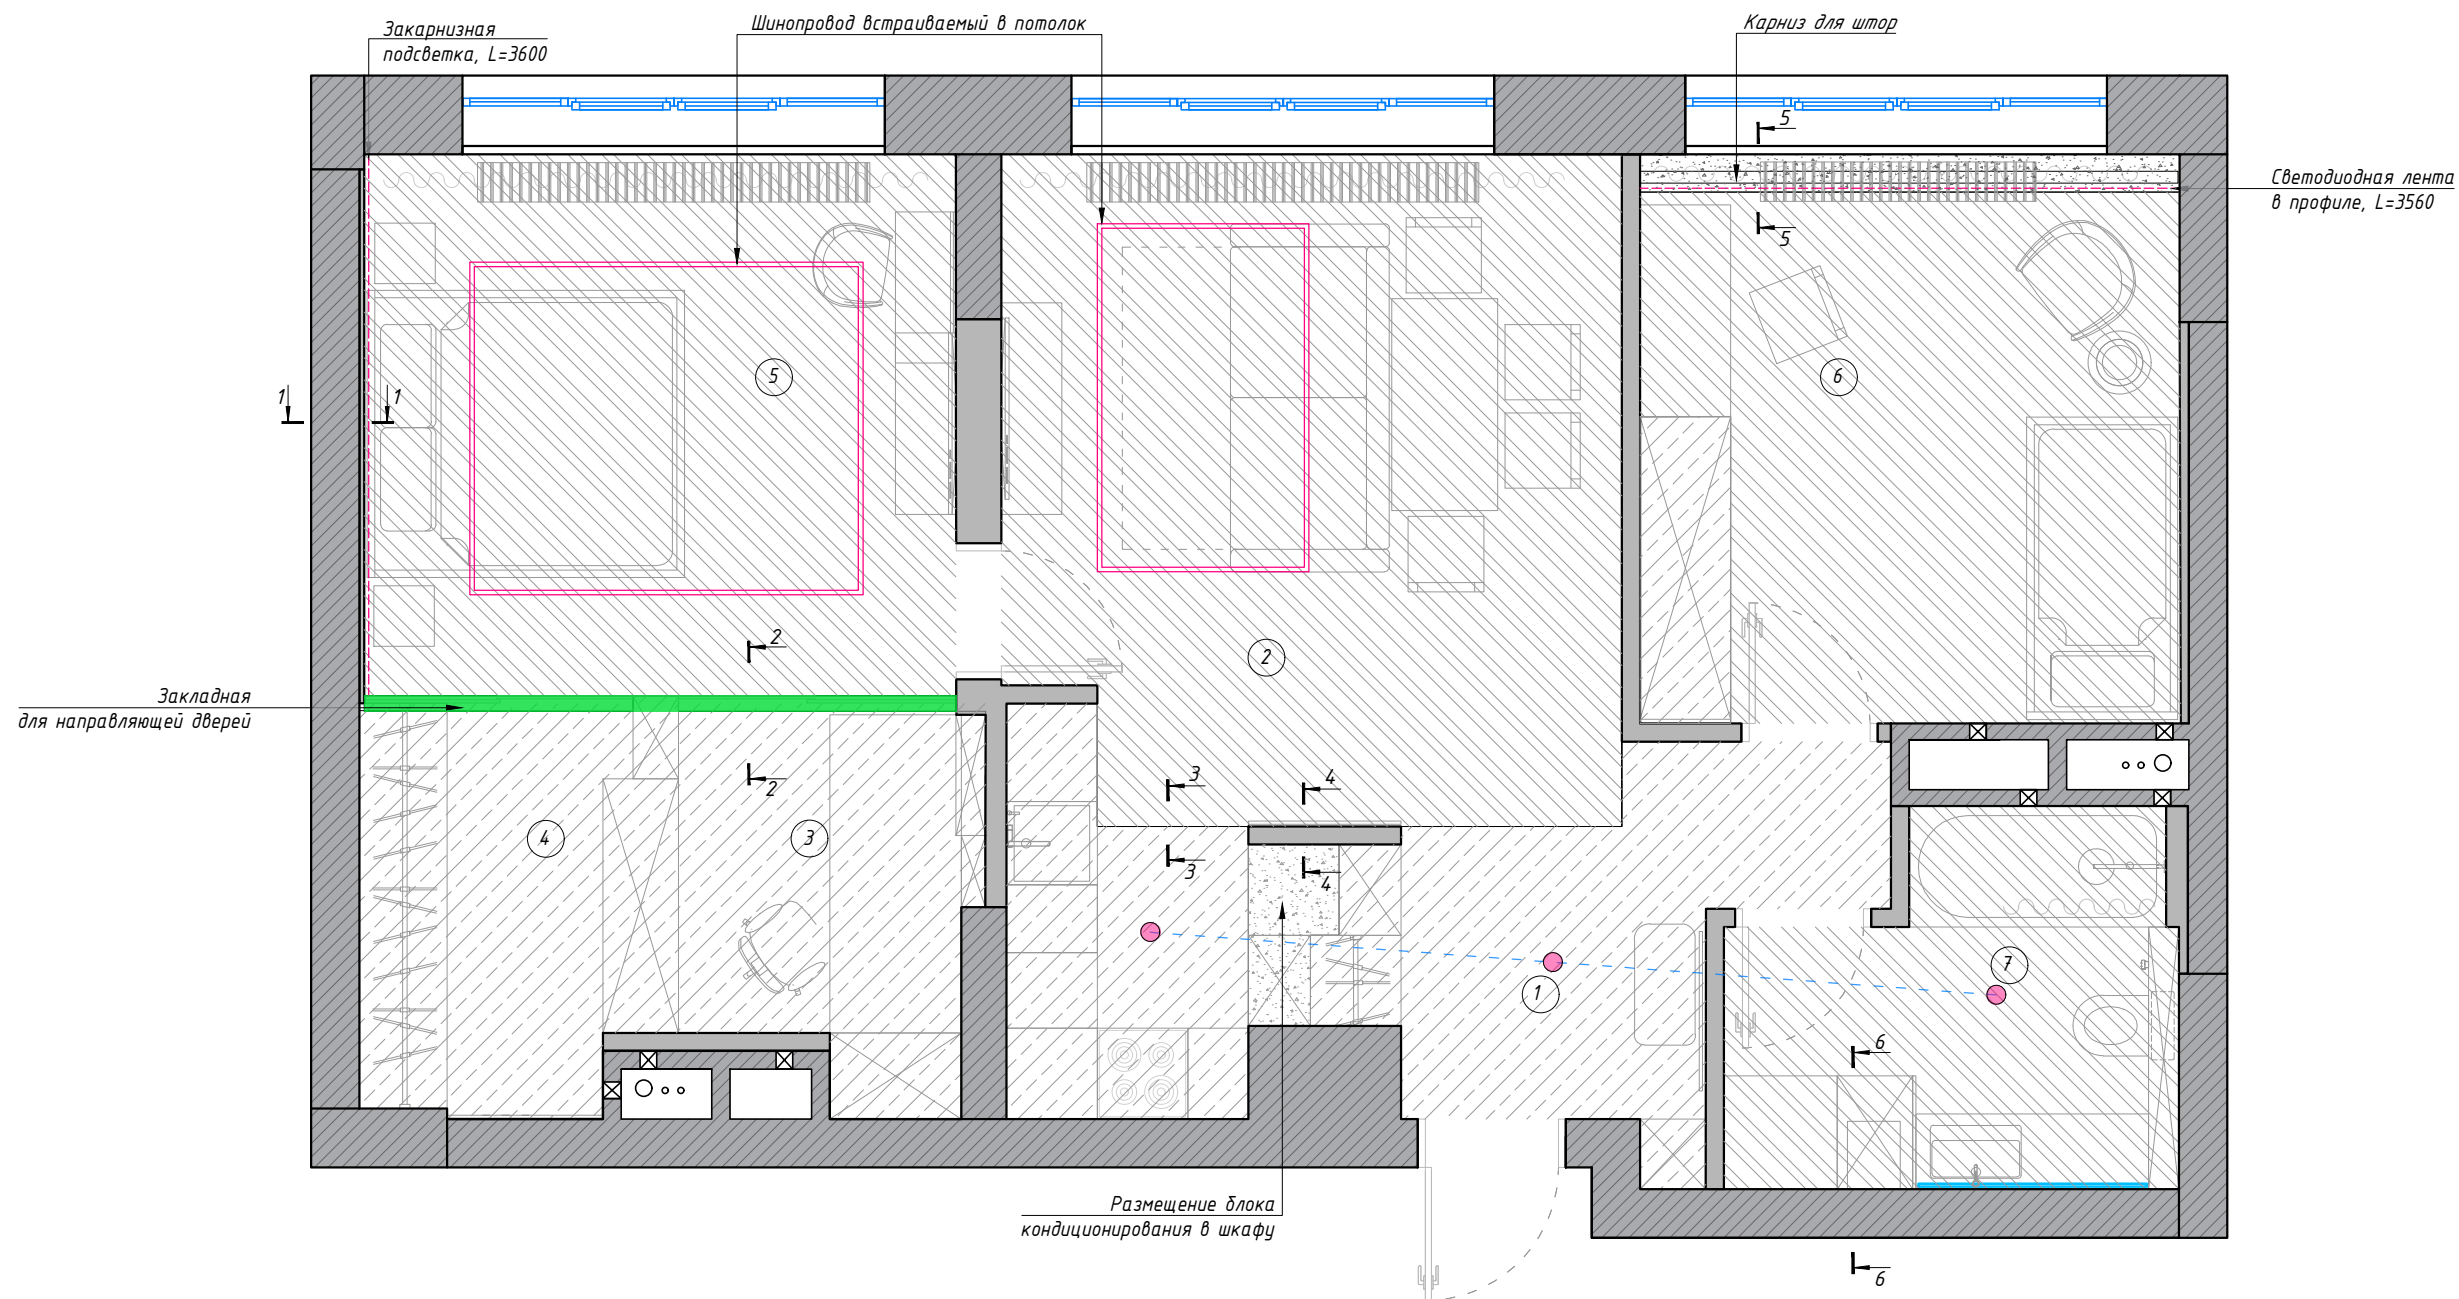 Закарнизная
подсветка, L=3600
Шинопровод встраиваемый в потолок
Карниз для штор
5
Светодиодная лента
в профиле, L=3560
5
5
6
1
1
2
2
Закладная
для направляющей дверей
3
4
2
4
3
3
4
7
1
6
Размещение блока
кондиционирования в шкафу
6